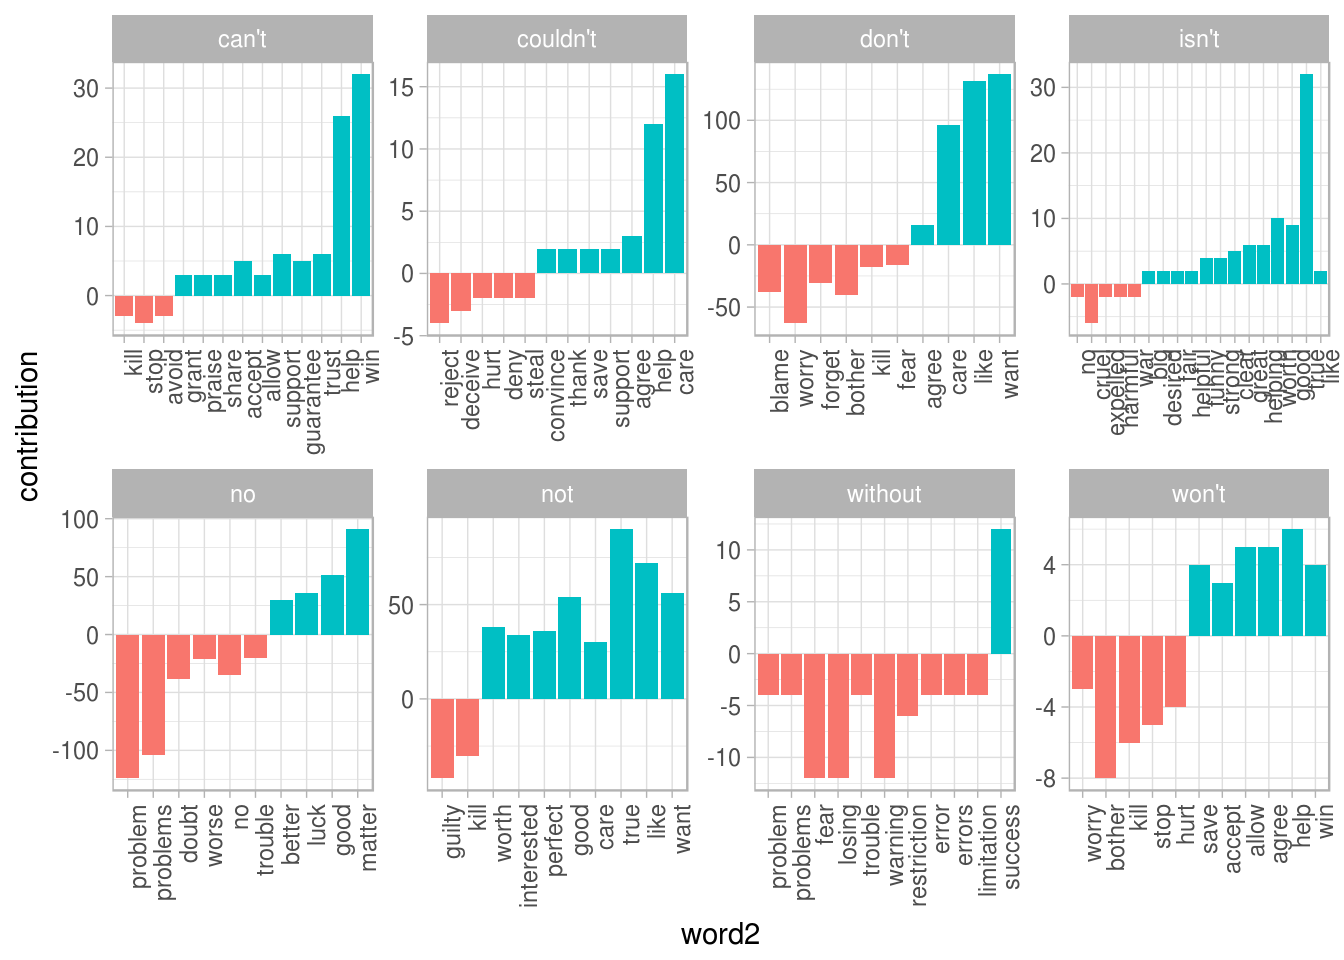 can't
couldn't
don't
isn't
30
20
10
0
15
10
5
0
-5
100
50
0
-50
30
20
10
0
kill
stop
avoid
grant
praise
share
accept
allow
support
guarantee
trust
help
win
reject
deceive
hurt
deny
steal
convince
thank
save
support
agree
help
care
blame
worry
forget
bother
kill
fear
agree
care
like
want
no
cruel
expelled
harmful
war
big
desired
fair
helpful
funny
strong
clear
great
helping
worth
good
true
like
contribution
no
not
without
won't
100
50
0
-50
-100
50
0
10
5
0
-5
-10
4
0
-4
-8
problem
problems
doubt
worse
no
trouble
better
luck
good
matter
guilty
kill
worth
interested
perfect
good
care
true
like
want
problem
problems
fear
losing
trouble
warning
restriction
error
errors
limitation
success
worry
bother
kill
stop
hurt
save
accept
allow
agree
help
win
word2